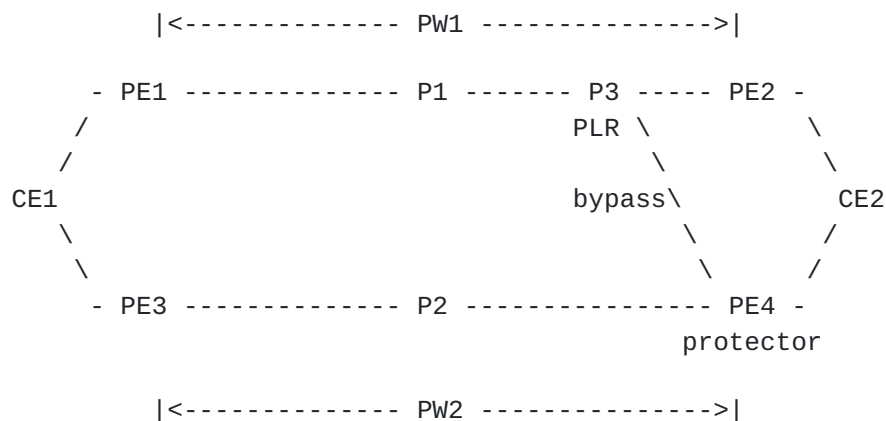 |<------------- PW1 -------------->|
- PE1 -------------- P1 ------- P3 ----- PE2 -
/ PLR \ \
/ \ \
CE1 bypass\ CE2
\ \ /
\ \ /
- PE3 -------------- P2 --------------- PE4 -
protector
|<------------- PW2 -------------->|